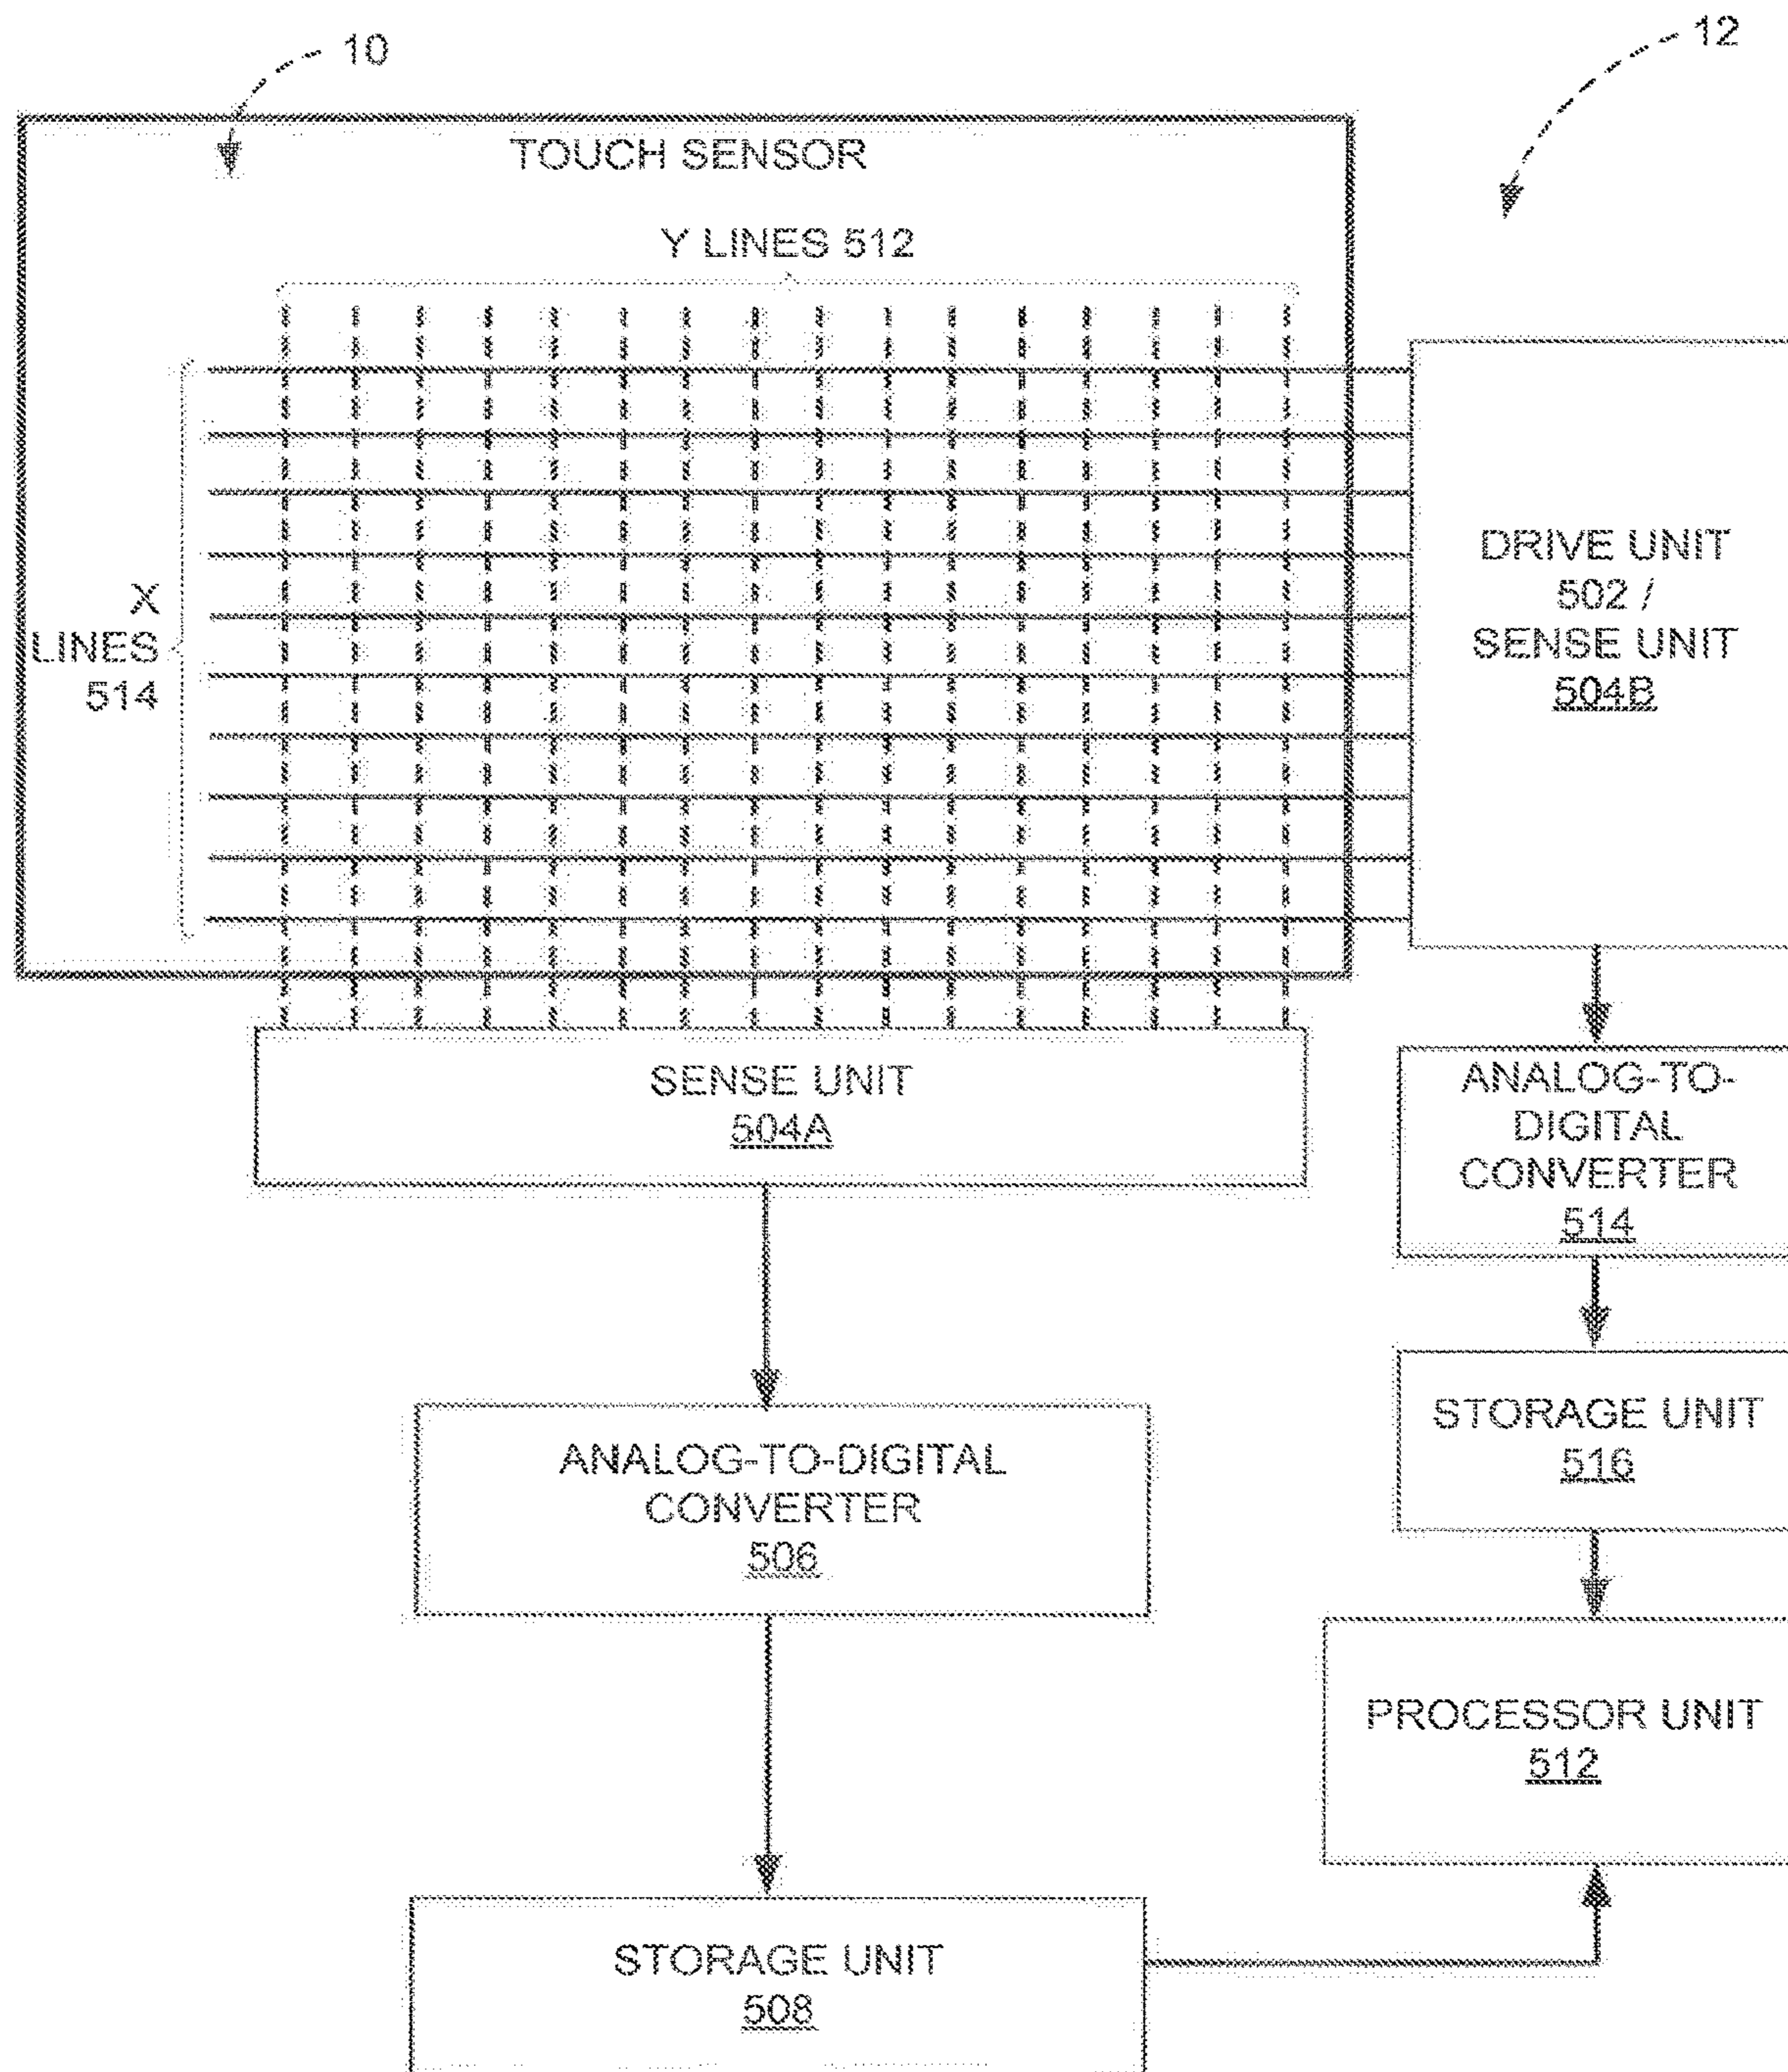 10
12
TOUCH SENSOR
Y LINES 512
X
LINES
514
DRIVE UNIT
502 /
SENSE UNIT
504B
SENSE UNIT
504A
ANALOG-TO-
DIGITAL
CONVERTER
514
ANALOG-TO-DIGITAL
CONVERTER
506
STORAGE UNIT
516
PROCESSOR UNIT
512
STORAGE UNIT
508